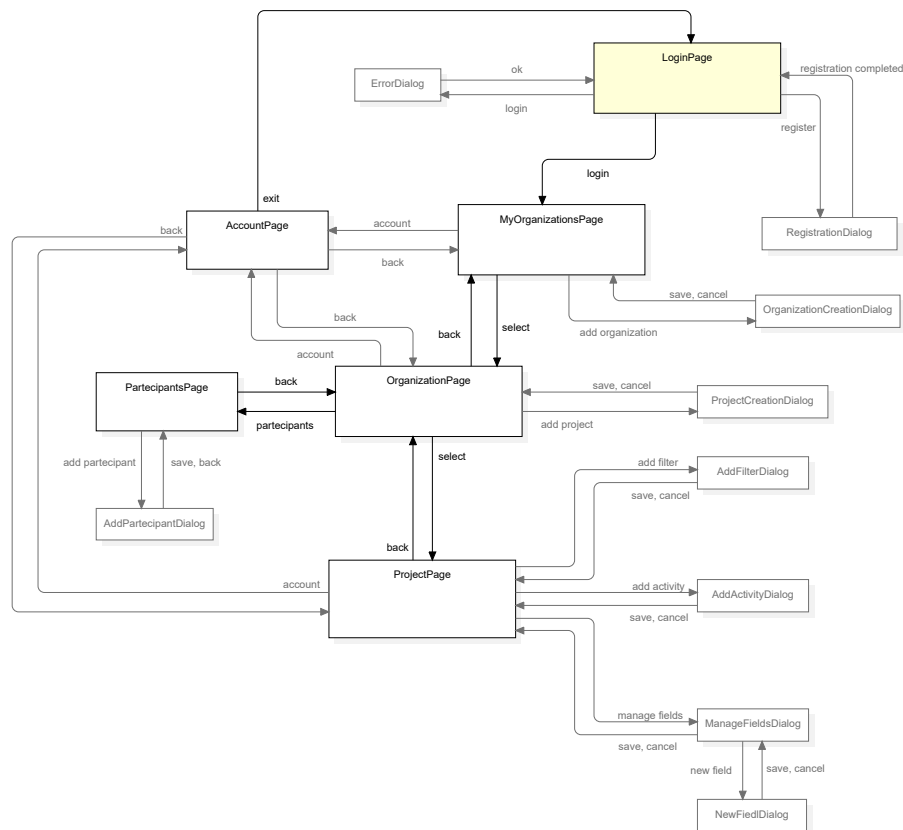 LoginPage
registration completed
ok
ErrorDialog
login
register
login
exit
AccountPage
MyOrganizationsPage
back
account
RegistrationDialog
back
save, cancel
OrganizationCreationDialog
back
select
add organization
back
account
OrganizationPage
PartecipantsPage
back
save, cancel
ProjectCreationDialog
partecipants
add project
select
add partecipant
save, back
add filter
AddFilterDialog
save, cancel
AddPartecipantDialog
back
ProjectPage
account
add activity
AddActivityDialog
save, cancel
manage fields
ManageFieldsDialog
save, cancel
new field
save, cancel
NewFiedlDialog